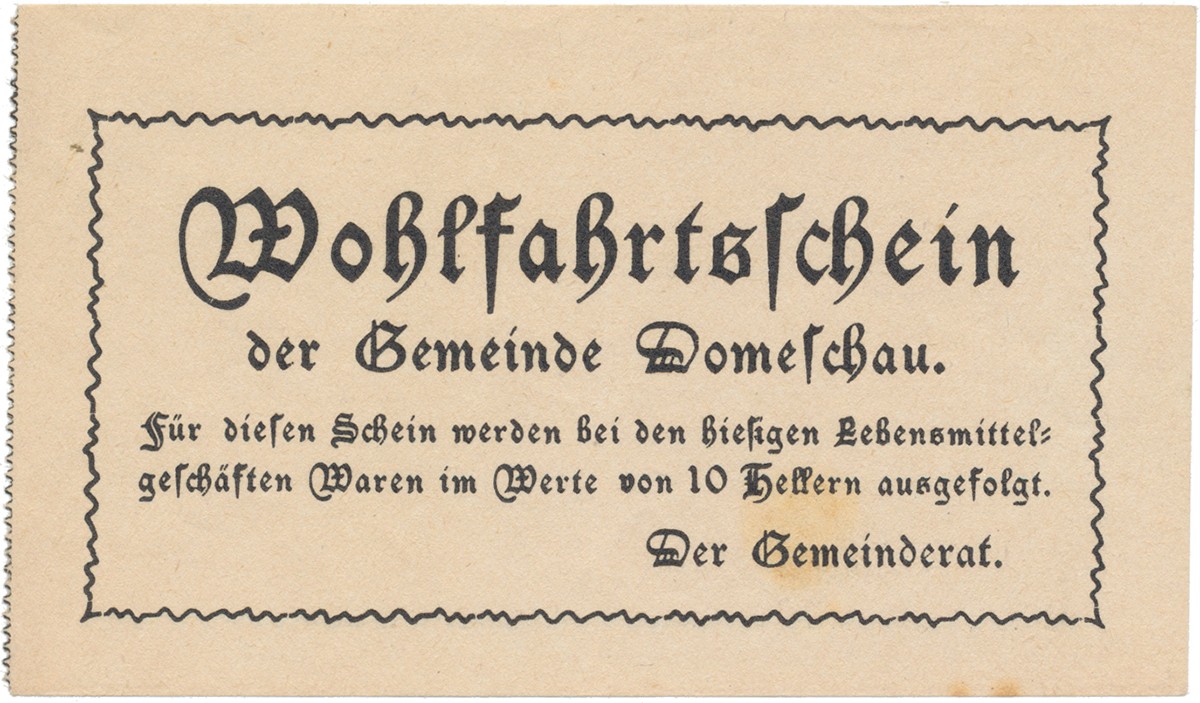 Wohlfahrtsſchein
der Gemeinde Domeſchau.
Für dieſen Schein werden bei den hieſigen Lebensmittel⸗
geſchäften Waren im Werte von 10 Hellern ausgefolgt.
Der Gemeinderat.